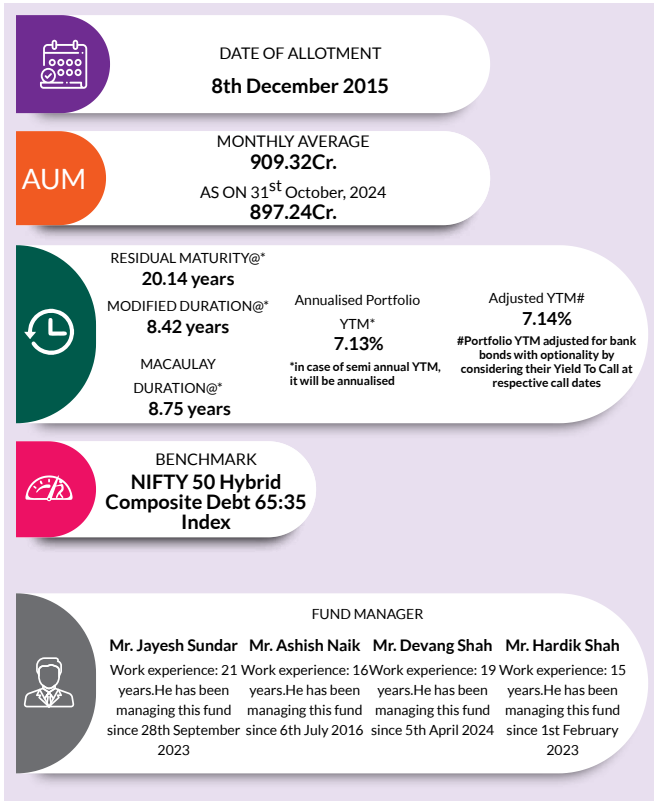 DATE OF ALLOTMENT
8th December 2015
AUM
MONTHLY AVERAGE
909.32Cr.
AS ON 31st October, 2024
897.24Cr.
RESIDUAL MATURITY@*
20.14 years
MODIFIED DURATION@*
8.42 years
MACAULAY
DURATION@*
8.75 years
Annualised Portfolio
YTM*
7.13%
*in case of semi annual YTM,
it will be annualised
Adjusted YTM#
7.14%
#Portfolio YTM adjusted for bank
bonds with optionality by
considering their Yield To Call at
respective call dates
BENCHMARK
NIFTY 50 Hybrid
Composite Debt 65:35
Index
FUND MANAGER
Mr. Jayesh Sundar
Work experience: 21
years.He has been
managing this fund
since 28th September
2023
Mr. Ashish Naik
Work experience: 16
years.He has been
managing this fund
since 6th July 2016
Mr. Devang Shah
Work experience: 19
years.He has been
managing this fund
since 5th April 2024
Mr. Hardik Shah
Work experience: 15
years.He has been
managing this fund
since 1st February
2023